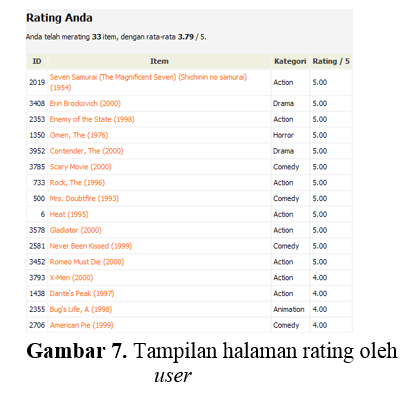 Rating Anda
Anda telah merating 33 item, dengan rata-rata 3.79 / 5.
ID Item Kategori Rating / 5
2019 Seven Samurai (The Magnificent Seven) (Shichinin no samurai) (1954) Action 5.00
3408 Erin Brockovich (2000) Drama 5.00
2353 Enemy of the State (1998) Action 5.00
1350 Omen, The (1976) Horror 5.00
3952 Contender, The (2000) Drama 5.00
3785 Scary Movie (2000) Comedy 5.00
733 Rock, The (1996) Action 5.00
500 Mrs. Doubtfire (1993) Comedy 5.00
6 Heat (1995) Action 5.00
3578 Gladiator (2000) Action 5.00
2581 Never Been Kissed (1999) Comedy 5.00
3452 Romeo Must Die (2000) Action 5.00
3793 X-Men (2000) Action 4.00
1438 Dante's Peak (1997) Action 4.00
2355 Bug's Life, A (1998) Animation 4.00
2706 American Pie (1999) Comedy 4.00
Gambar 7. Tampilan halaman rating oleh
user